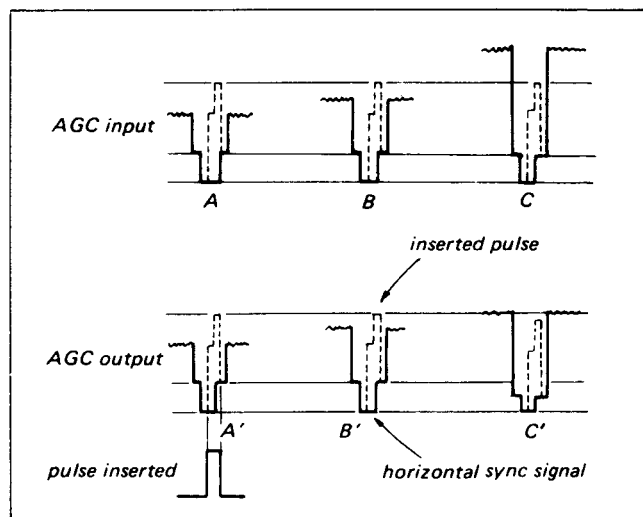 AGC input
A
B
C
inserted pulse
AGC output
A'
B'
C'
pulse inserted
horizontal sync signal